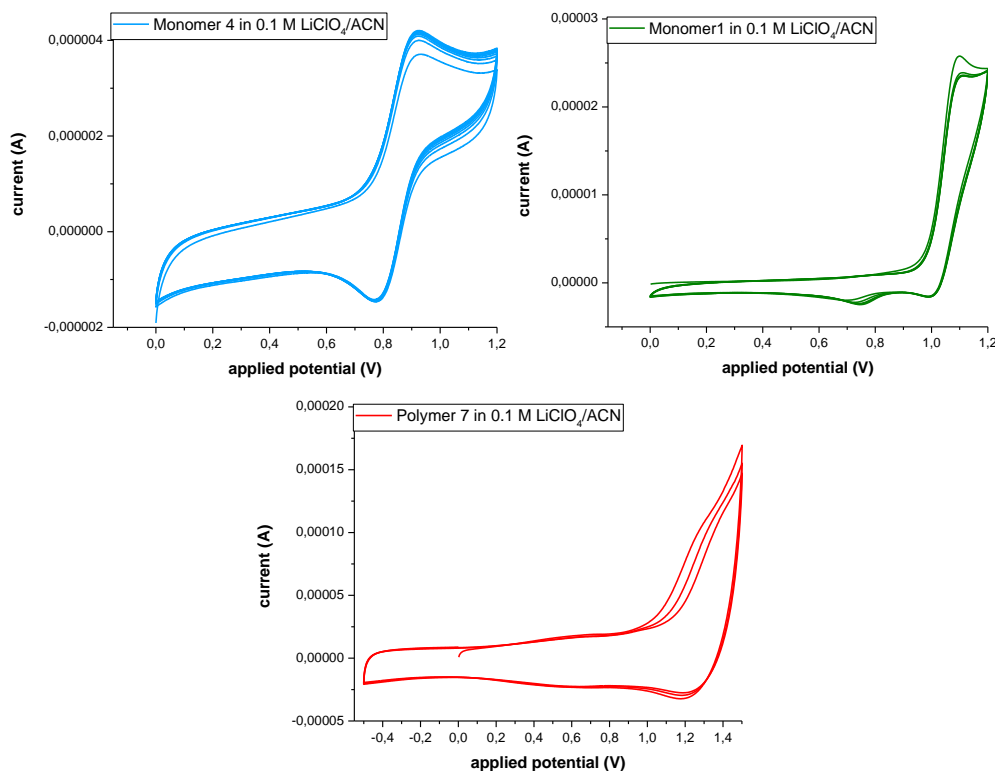 Monomer 4 in 0.1 M LiClO₄/ACN
0,000004
0,000002
0,000000
-0,000002
current (A)
0,0 0,2 0,4 0,6 0,8 1,0 1,2
applied potential (V)
0,00003
Monomer1 in 0.1 M LiClO₄/ACN
0,00002
0,00001
0,00000
current (A)
0,0 0,2 0,4 0,6 0,8 1,0 1,2
applied potential (V)
0,00020
Polymer 7 in 0.1 M LiClO₄/ACN
0,00015
0,00010
0,00005
0,00000
-0,00005
current (A)
-0,4 -0,2 0,0 0,2 0,4 0,6 0,8 1,0 1,2 1,4
applied potential (V)